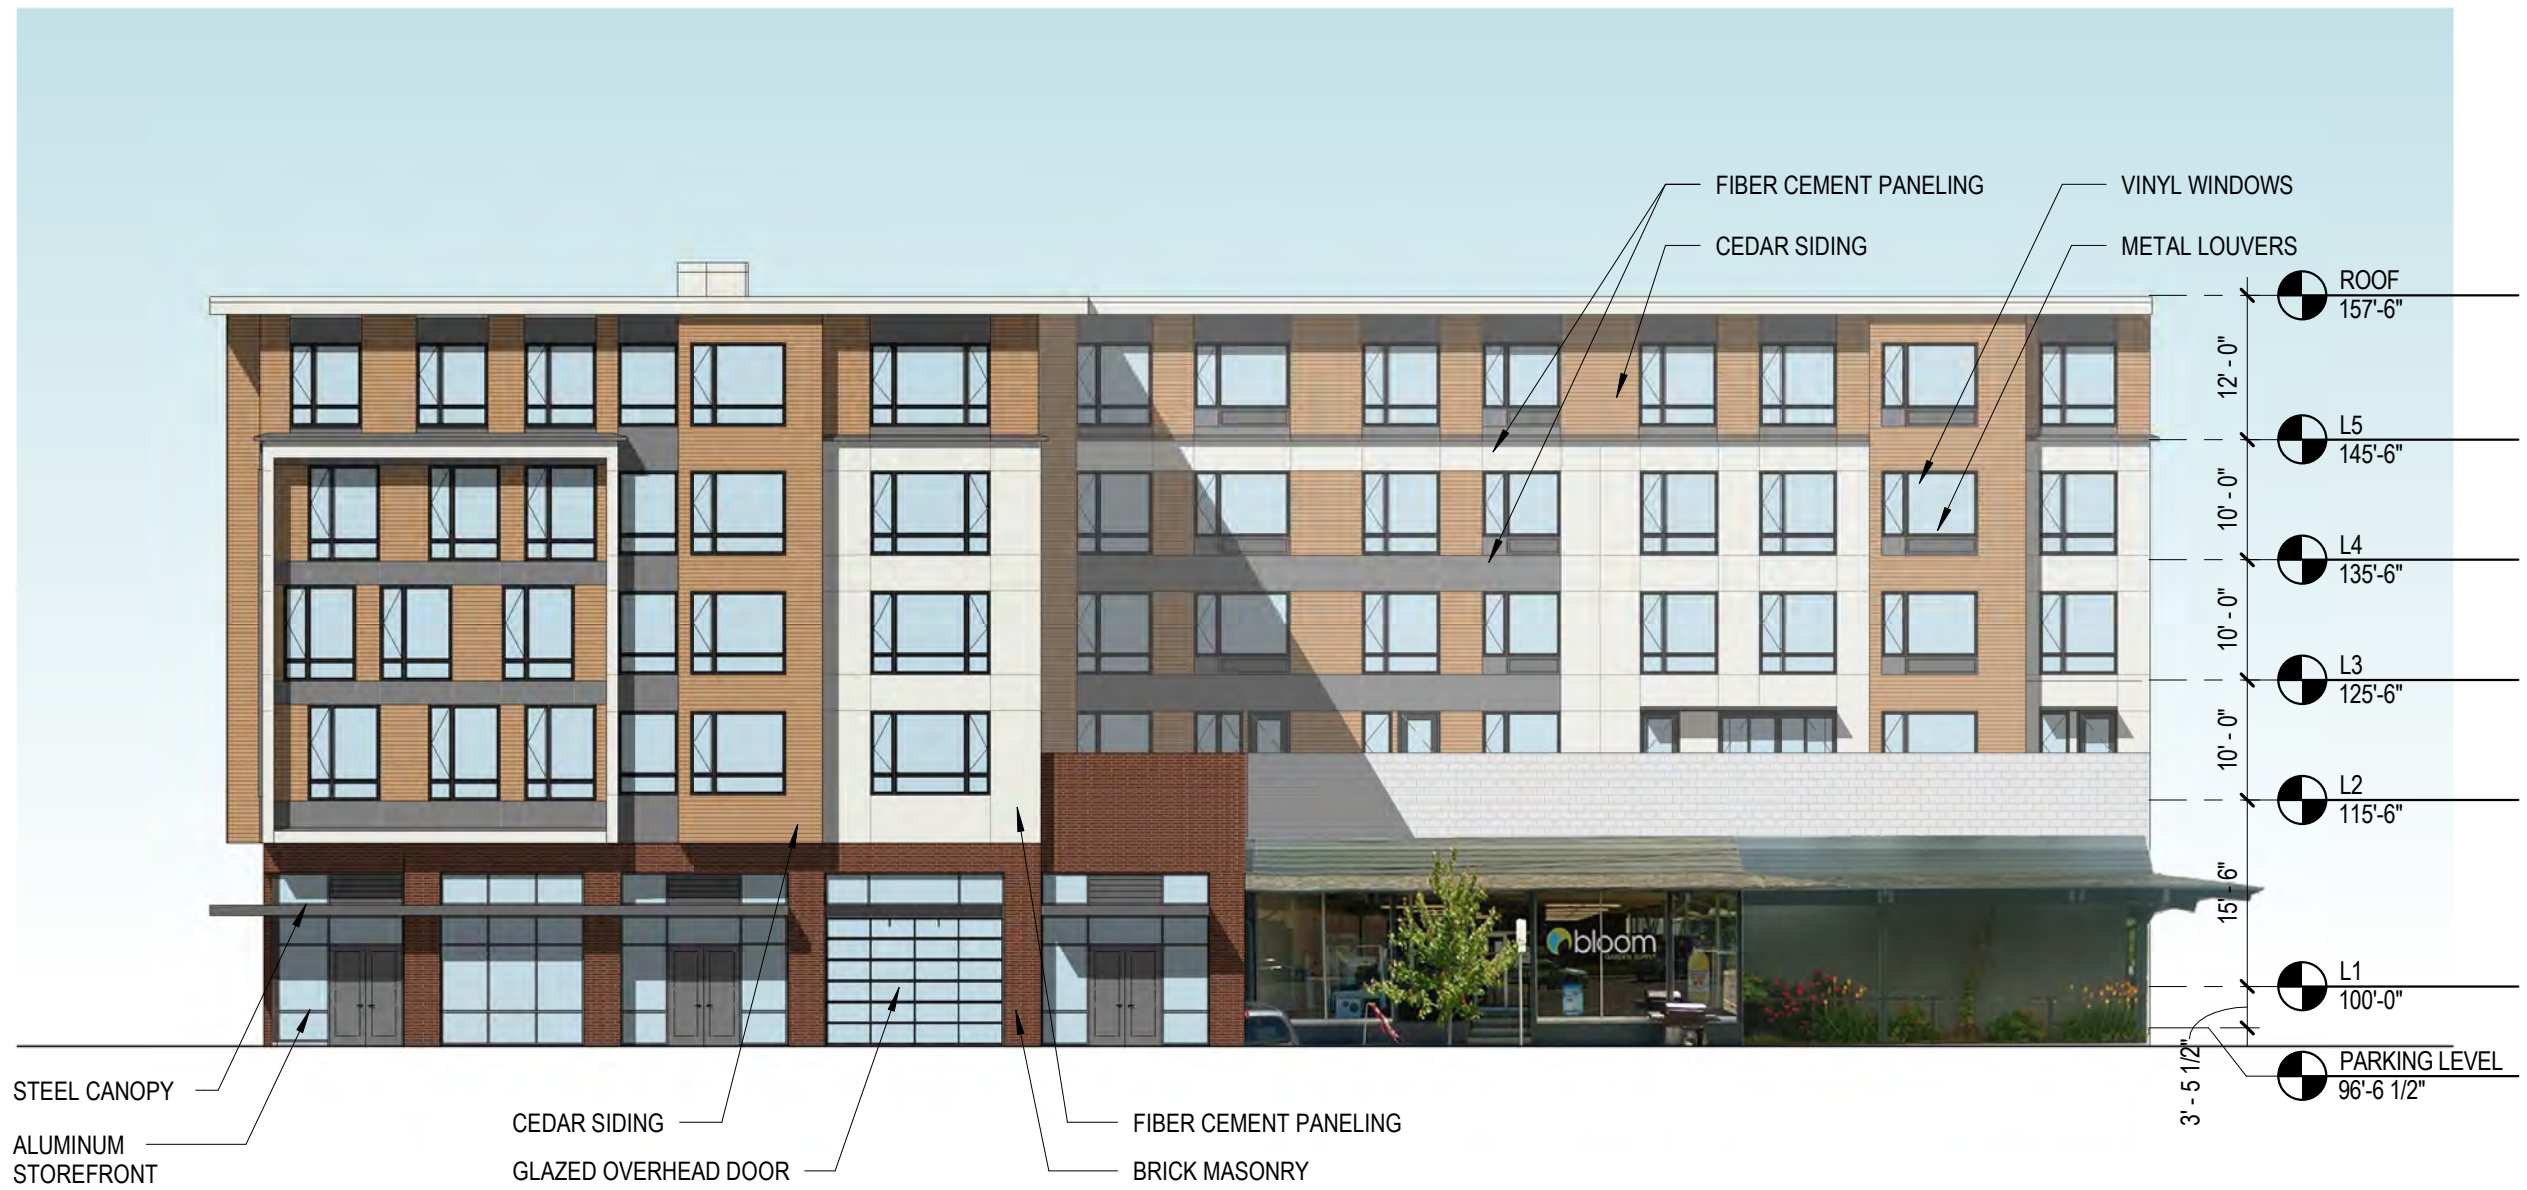 FIBER CEMENT PANELING
VINYL WINDOWS
CEDAR SIDING
METAL LOUVERS
ROOF
157'-6"
12' - 0"
L5
145'-6"
10' - 0"
L4
135'-6"
10' - 0"
L3
125'-6"
10' - 0"
L2
115'-6"
15' - 6"
bloom
GARDEN SUPPLY
L1
100'-0"
3' - 5 1/2"
PARKING LEVEL
96'-6 1/2"
STEEL CANOPY
ALUMINUM
STOREFRONT
CEDAR SIDING
GLAZED OVERHEAD DOOR
FIBER CEMENT PANELING
BRICK MASONRY